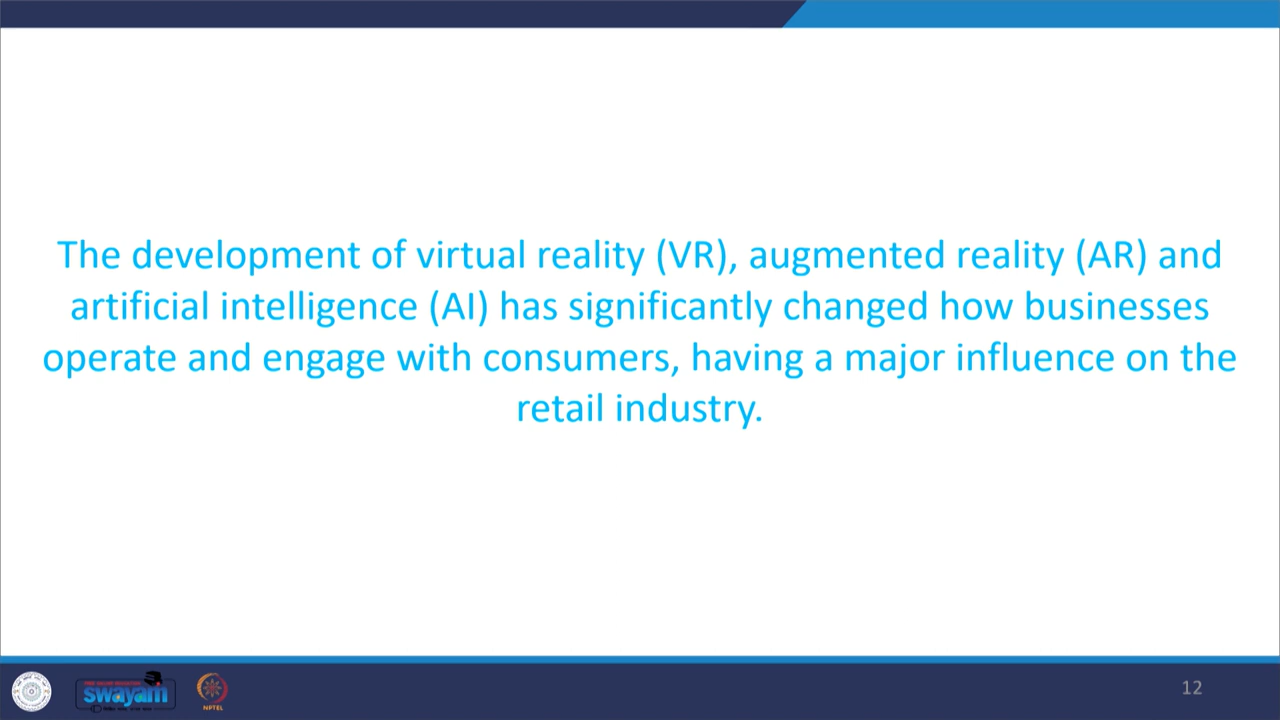 The development of virtual reality (VR), augmented reality (AR) and
artificial intelligence (AI) has significantly changed how businesses
operate and engage with consumers, having a major influence on the
retail industry.
swayam
NPTEL
12